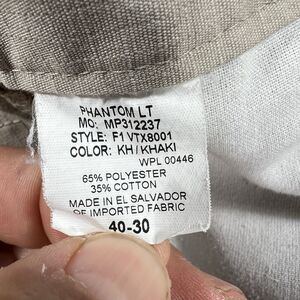 PHANTOM LT
MO: MP312237
STYLE: F1 VTX8001
COLOR: KH/KHAKI
WPL 00446
65% POLYESTER
35% COTTON
MADE IN EL SALVADOR
OF IMPORTED FABRIC
40-30